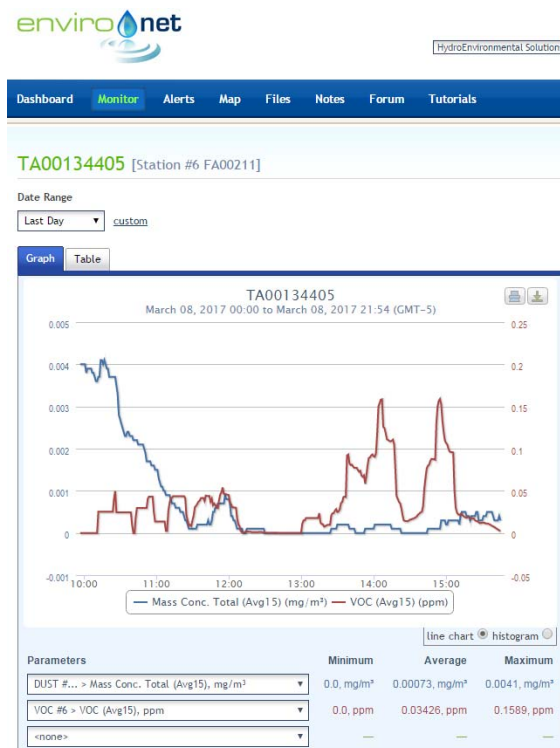 enviro net
HydroEnvironmental Solution
Dashboard Monitor Alerts Map Files Notes Forum Tutorials
TA00134405 [Station #6 FA00211]
Date Range
Last Day ▼ custom
Graph Table
TA00134405
March 08, 2017 00:00 to March 08, 2017 21:54 (GMT-5)
0.005 0.25
0.004 0.2
0.003 0.15
0.002 0.1
0.001 0.05
0 0
-0.001 -0.05
10:00 11:00 12:00 13:00 14:00 15:00
Mass Conc. Total (Avg15) (mg/m³) VOC (Avg15) (ppm)
line chart histogram
Parameters Minimum Average Maximum
DUST #... > Mass Conc. Total (Avg15), mg/m³ ▼ 0.0, mg/m³ 0.00073, mg/m³ 0.0041, mg/m³
VOC #6 > VOC (Avg15), ppm ▼ 0.0, ppm 0.03426, ppm 0.1589, ppm
<none> ▼ — — —